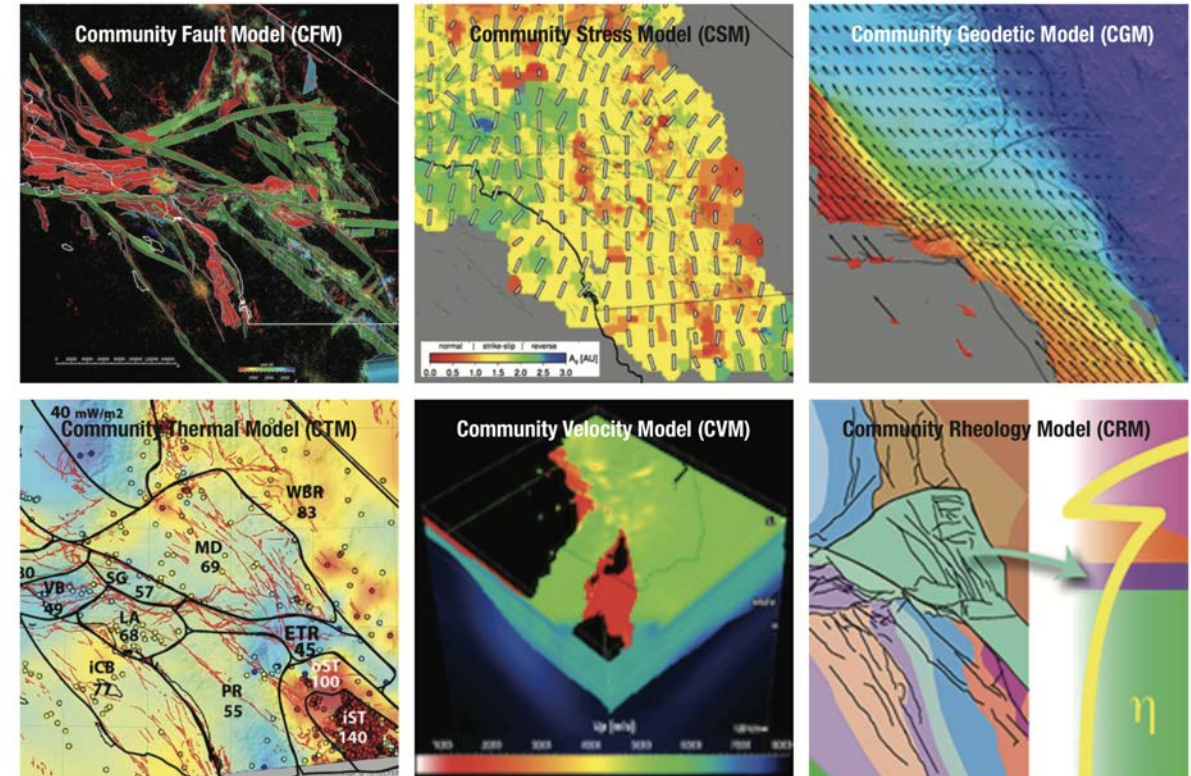 Community Fault Model (CFM)
Community Stress Model (CSM)
normal | strike-slip | reverse
Aϕ [AU]
0.0 0.5 1.0 1.5 2.0 2.5 3.0
Community Geodetic Model (CGM)
40 mW/m2
Community Thermal Model (CTM)
WBR
83
MD
69
VB
49
SG
57
LA
68
ETR
45
oST
100
iCB
77
PR
55
iST
140
Community Velocity Model (CVM)
Community Rheology Model (CRM)
η